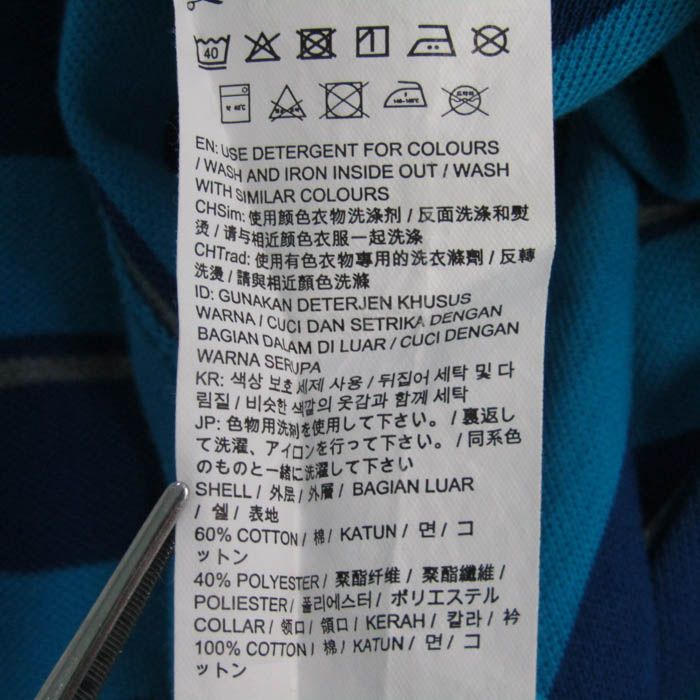 40
1
EN: USE DETERGENT FOR COLOURS
/ WASH AND IRON INSIDE OUT / WASH
WITH SIMILAR COLOURS
CHSim: 使用颜色衣物洗涤剂 / 反面洗涤和熨
烫 / 请与相近颜色衣服一起洗涤
CHTrad: 使用有色衣物專用的洗衣滌劑 / 反轉
洗燙 / 請與相近顏色洗滌
ID: GUNAKAN DETERJEN KHUSUS
WARNA / CUCI DAN SETRIKA DENGAN
BAGIAN DALAM DI LUAR / CUCI DENGAN
WARNA SERUPA
KR: 색상 보호 세제 사용 / 뒤집어 세탁 및 다
림질 / 비슷한 색깔의 옷감과 함께 세탁
JP: 色物用洗剤を使用して下さい。/ 裏返し
て洗濯、アイロンを行って下さい。/ 同系色
のものと一緒に洗濯して下さい
SHELL / 外层 / 外層 / BAGIAN LUAR
/ 쉘 / 表地
60% COTTON / 棉 / KATUN / 면 / コ
ットン
40% POLYESTER / 聚酯纤维 / 聚酯纖維 /
POLIESTER / 폴리에스터 / ポリエステル
COLLAR / 领口 / 領口 / KERAH / 칼라 / 衿
100% COTTON / 棉 / KATUN / 면 / コ
ットン